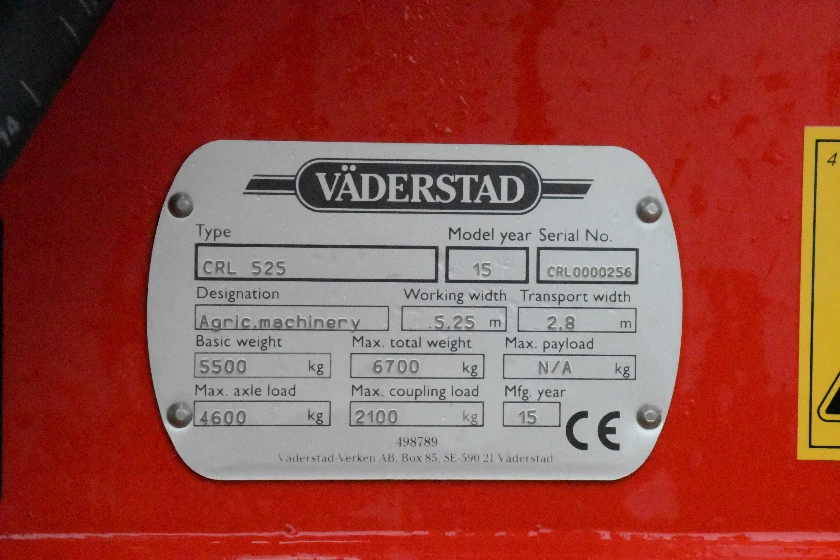 VÄDERSTAD
Type Model year Serial No.
CRL 525 15 CRL0000256
Designation Working width Transport width
Agric.machinery 5,25 m 2,8 m
Basic weight Max. total weight Max. payload
5500 kg 6700 kg N/A kg
Max. axle load Max. coupling load Mfg. year
4600 kg 2100 kg 15 CE
498789
Väderstad-Verken AB, Box 85, SE-590 21 Väderstad
14
4